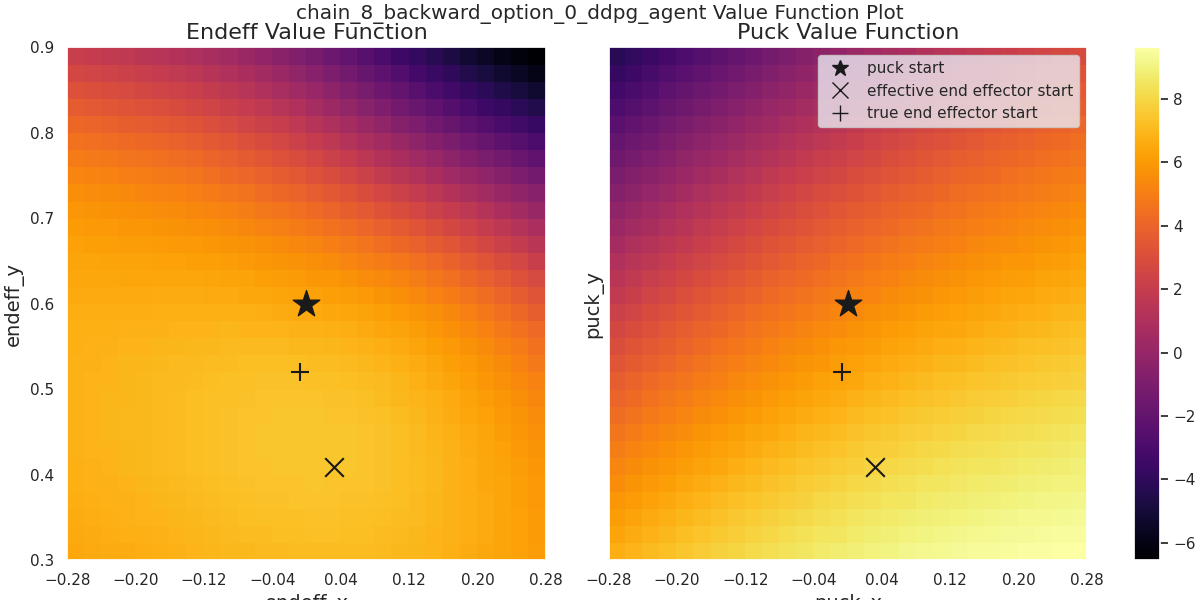 chain_8_backward_option_0_ddpg_agent Value Function Plot
Endeff Value Function
Puck Value Function
puck start
effective end effector start
true end effector start
endeff_y
0.9
0.8
0.7
0.6
0.5
0.4
0.3
−0.28 −0.20 −0.12 −0.04 0.04 0.12 0.20 0.28
endeff_x
puck_y
−0.28 −0.20 −0.12 −0.04 0.04 0.12 0.20 0.28
puck_x
8
6
4
2
0
−2
−4
−6